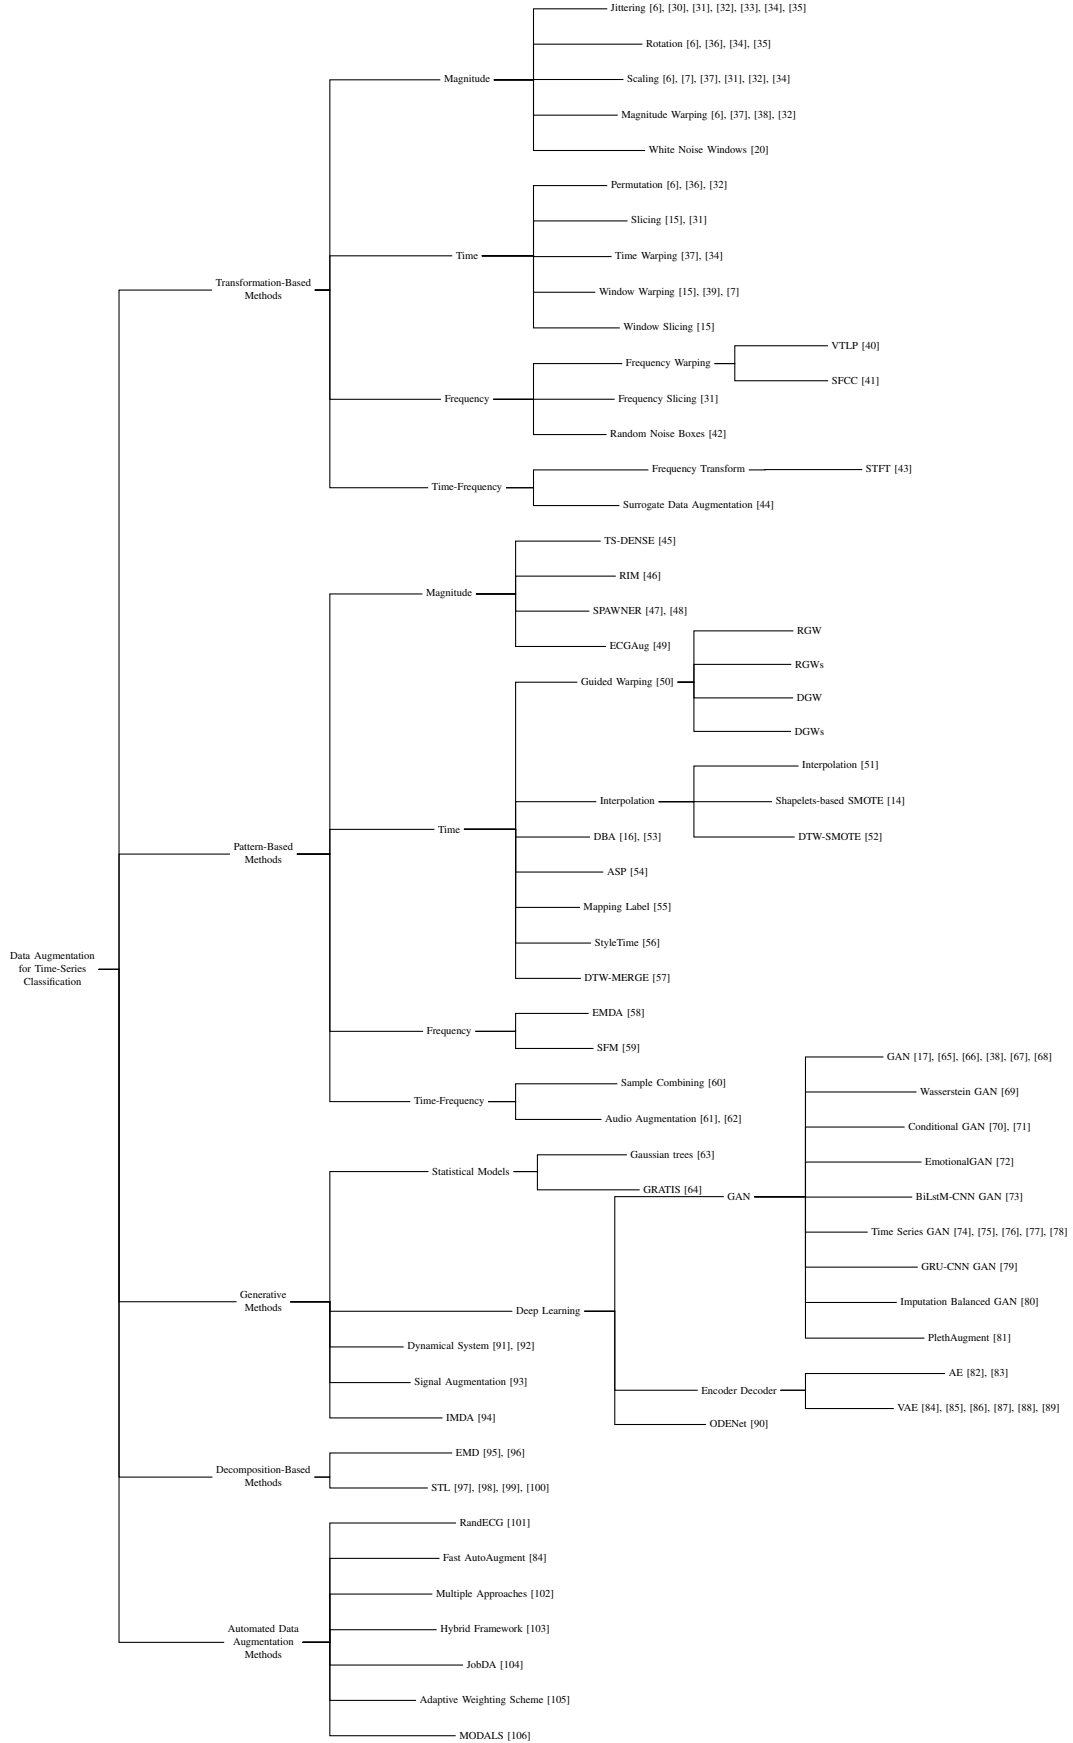 Jittering [6], [30], [31], [32], [33], [34], [35]
Rotation [6], [36], [34], [35]
Magnitude
Scaling [6], [7], [37], [31], [32], [34]
Magnitude Warping [6], [37], [38], [32]
White Noise Windows [20]
Permutation [6], [36], [32]
Slicing [15], [31]
Time
Time Warping [37], [34]
Transformation-Based
Methods
Window Warping [15], [39], [7]
Window Slicing [15]
VTLP [40]
Frequency Warping
SFCC [41]
Frequency
Frequency Slicing [31]
Random Noise Boxes [42]
Frequency Transform
STFT [43]
Time-Frequency
Surrogate Data Augmentation [44]
TS-DENSE [45]
RIM [46]
Magnitude
SPAWNER [47], [48]
RGW
ECGAug [49]
RGWs
Guided Warping [50]
DGW
DGWs
Interpolation [51]
Interpolation
Shapelets-based SMOTE [14]
Time
DBA [16], [53]
DTW-SMOTE [52]
Pattern-Based
Methods
ASP [54]
Mapping Label [55]
StyleTime [56]
Data Augmentation
for Time-Series
Classification
DTW-MERGE [57]
EMDA [58]
Frequency
SFM [59]
GAN [17], [65], [66], [38], [67], [68]
Sample Combining [60]
Wasserstein GAN [69]
Time-Frequency
Audio Augmentation [61], [62]
Conditional GAN [70], [71]
Gaussian trees [63]
EmotionalGAN [72]
Statistical Models
GRATIS [64]
GAN
BiLstM-CNN GAN [73]
Time Series GAN [74], [75], [76], [77], [78]
GRU-CNN GAN [79]
Generative
Methods
Imputation Balanced GAN [80]
Deep Learning
PlethAugment [81]
Dynamical System [91], [92]
AE [82], [83]
Signal Augmentation [93]
Encoder Decoder
VAE [84], [85], [86], [87], [88], [89]
IMDA [94]
ODENet [90]
EMD [95], [96]
Decomposition-Based
Methods
STL [97], [98], [99], [100]
RandECG [101]
Fast AutoAugment [84]
Multiple Approaches [102]
Automated Data
Augmentation
Methods
Hybrid Framework [103]
JobDA [104]
Adaptive Weighting Scheme [105]
MODALS [106]